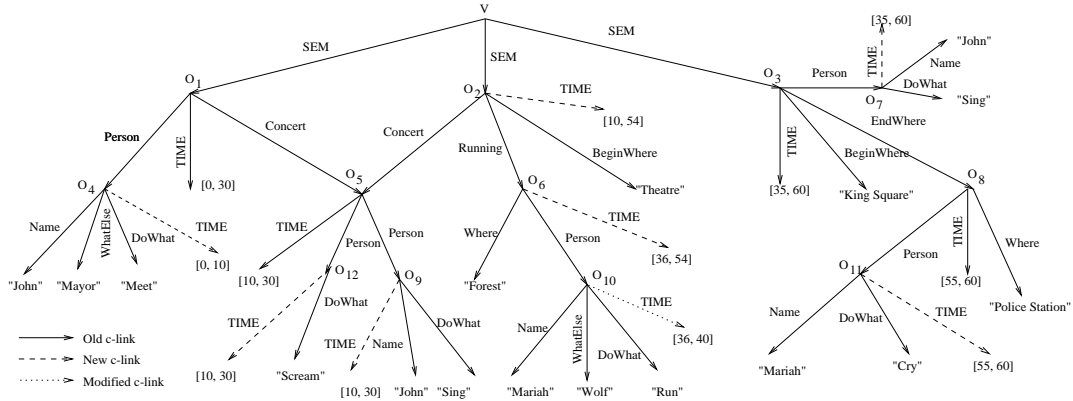 V
SEM
SEM
SEM
O1
O2
O3
Person
TIME
Concert
Concert
Running
TIME
[10, 54]
BeginWhere
"Theatre"
Person
TIME
[35, 60]
O7
Name
"John"
DoWhat
"Sing"
EndWhere
TIME
[35, 60]
BeginWhere
"King Square"
O4
[0, 30]
O5
O6
O8
Name
WhatElse
DoWhat
TIME
[0, 10]
"John"
"Mayor"
"Meet"
TIME
[10, 30]
Person
Person
O12
O9
Where
"Forest"
Person
TIME
[36, 54]
O10
Person
TIME
[55, 60]
Where
"Police Station"
O11
TIME
[10, 30]
DoWhat
"Scream"
TIME
[10, 30]
Name
"John"
DoWhat
"Sing"
Name
"Mariah"
WhatElse
"Wolf"
DoWhat
"Run"
TIME
[36, 40]
Name
"Mariah"
DoWhat
"Cry"
TIME
[55, 60]
Old c-link
New c-link
Modified c-link